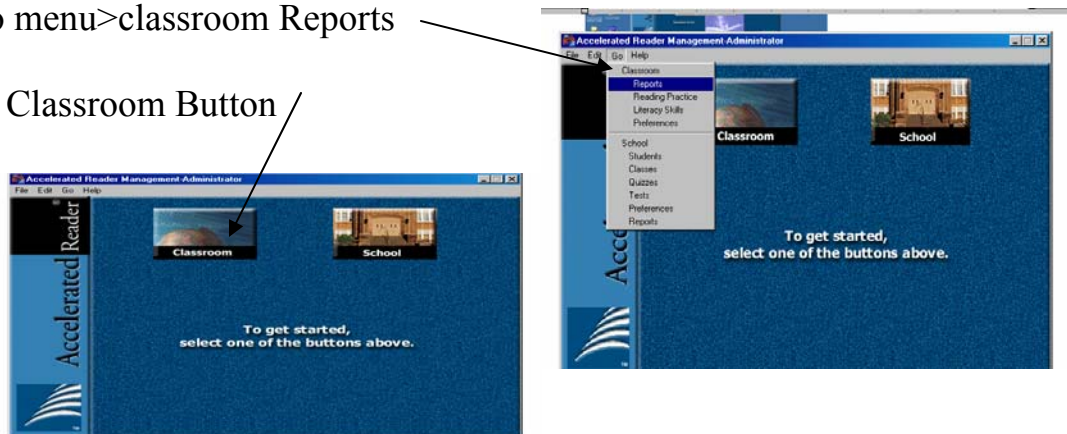 menu>classroom Reports
Classroom Button
Accelerated Reader Management-Administrator
File Edit Go Help
Classroom
Reports
Reading Practice
Literacy Skills
Preferences
School
Students
Classes
Quizzes
Tests
Preferences
Reports
Classroom
School
To get started,
select one of the buttons above.
Acce
Accelerated Reader Management-Administrator
File Edit Go Help
Accelerated Reader
Classroom
School
To get started,
select one of the buttons above.